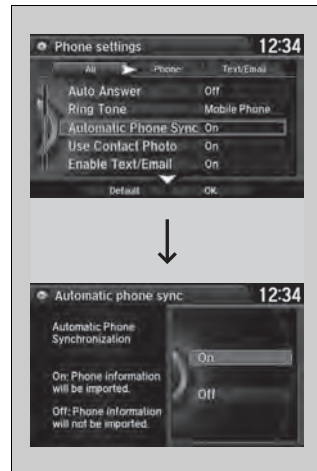 Phone settings 12:34
All Phone Text/Email
Auto Answer Off
Ring Tone Mobile Phone
Automatic Phone Sync On
Use Contact Photo On
Enable Text/Email On
Default OK
Automatic phone sync 12:34
Automatic Phone
Synchronization
On
On: Phone information
will be imported.
Off
Off: Phone information
will not be imported.